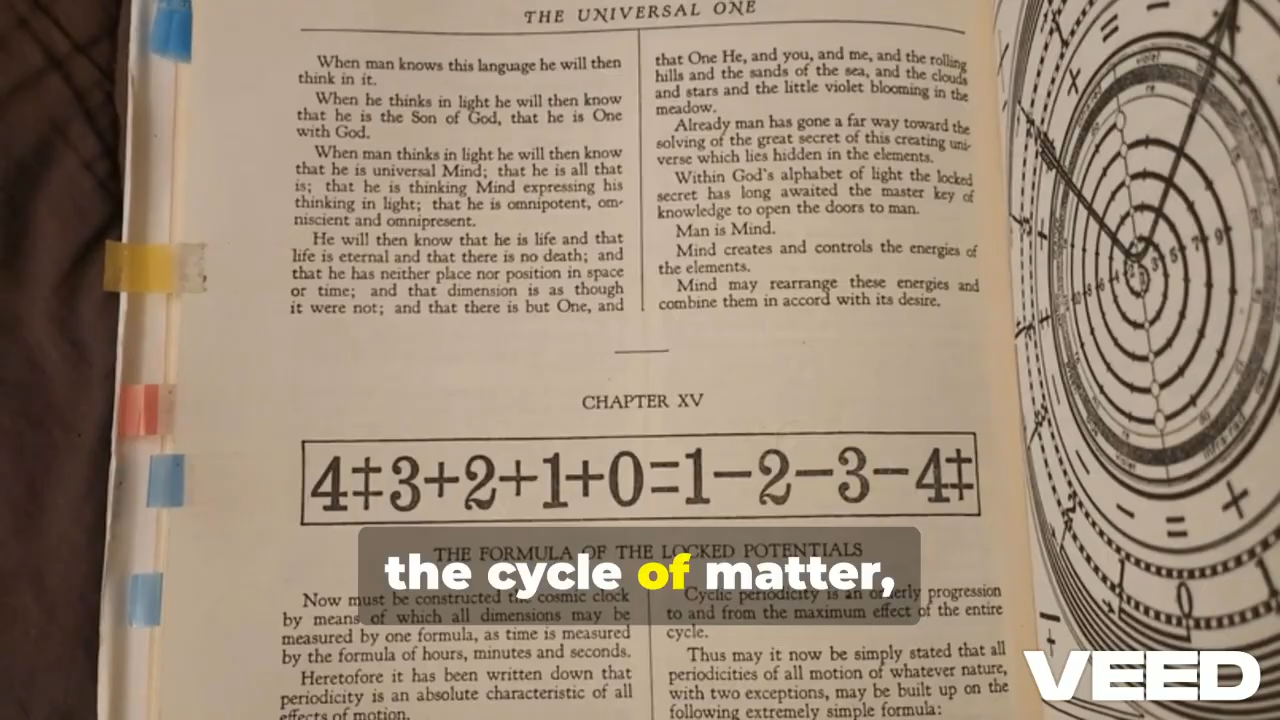 THE UNIVERSAL ONE
When man knows this language he will then
think in it.
When he thinks in light he will then know
that he is the Son of God, that he is One
with God.
When man thinks in light he will then know
that he is universal Mind; that he is all that
is; that he is thinking Mind expressing his
thinking in light; that he is omnipotent, om-
niscient and omnipresent.
He will then know that he is life and that
life is eternal and that there is no death; and
that he has neither place nor position in space
or time; and that dimension is as though
it were not; and that there is but One, and
that One He, and you, and me, and the rolling
hills and the sands of the sea, and the clouds
and stars and the little violet blooming in the
meadow.
Already man has gone a far way toward the
solving of the great secret of this creating uni-
verse which lies hidden in the elements.
Within God's alphabet of light the locked
secret has long awaited the master key of
knowledge to open the doors to man.
Man is Mind.
Mind creates and controls the energies of
the elements.
Mind may rearrange these energies and
combine them in accord with its desire.
CHAPTER XV
4‡3+2+1+0=1−2−3−4‡
THE FORMULA OF THE LOCKED POTENTIALS
the cycle of matter,
Now must be constructed the cosmic clock
by means of which all dimensions may be
measured by one formula, as time is measured
by the formula of hours, minutes and seconds.
Heretofore it has been written down that
periodicity is an absolute characteristic of all
effects of motion.
Cyclic periodicity is an orderly progression
to and from the maximum effect of the entire
cycle.
Thus may it now be simply stated that all
periodicities of all motion of whatever nature,
with two exceptions, may be built up on the
following extremely simple formula:
violet
3 5 7 9
infra-red
violet
0
VEED